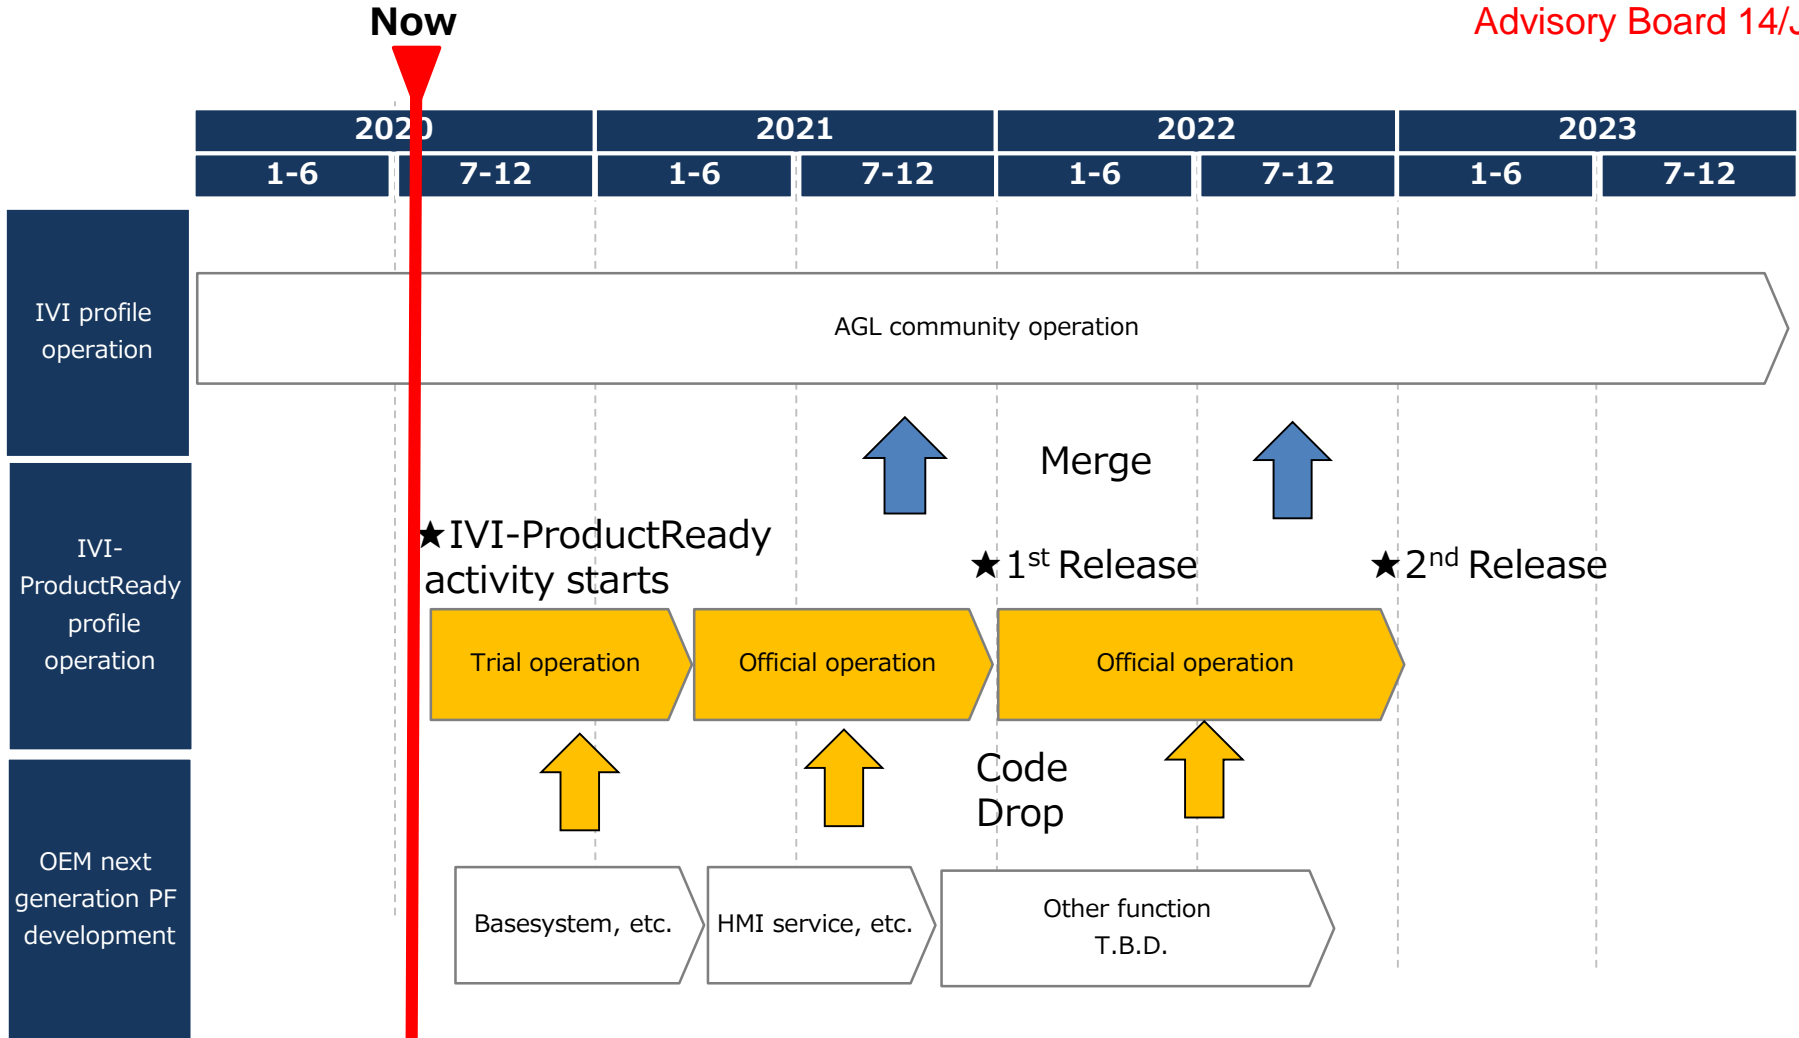 Now
Advisory Board 14/
2020
2021
2022
2023
1-6
7-12
1-6
7-12
1-6
7-12
1-6
7-12
IVI profile
operation
AGL community operation
Merge
IVI-
ProductReady
profile
operation
★IVI-ProductReady
activity starts
★1st Release
★2nd Release
Trial operation
Official operation
Official operation
Code
Drop
OEM next
generation PF
development
Basesystem, etc.
HMI service, etc.
Other function
T.B.D.